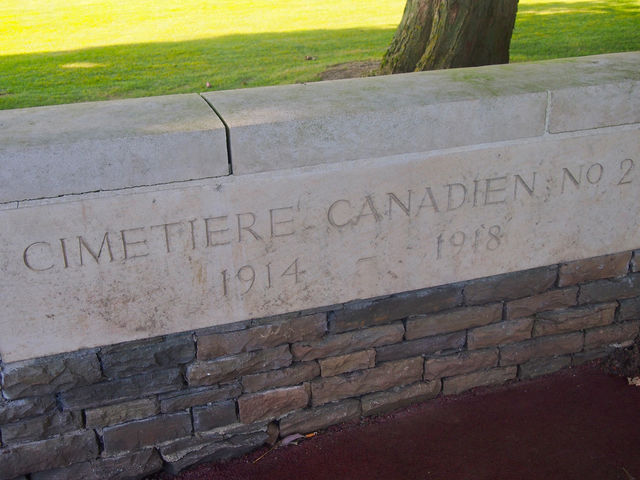 CIMETIERE CANADIEN No 2
1914 - 1918